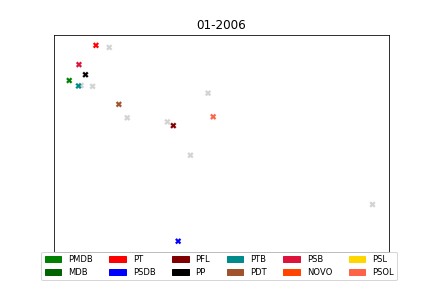 01-2006
PMDB PT PFL PTB PSB PSL
MDB PSDB PP PDT NOVO PSOL